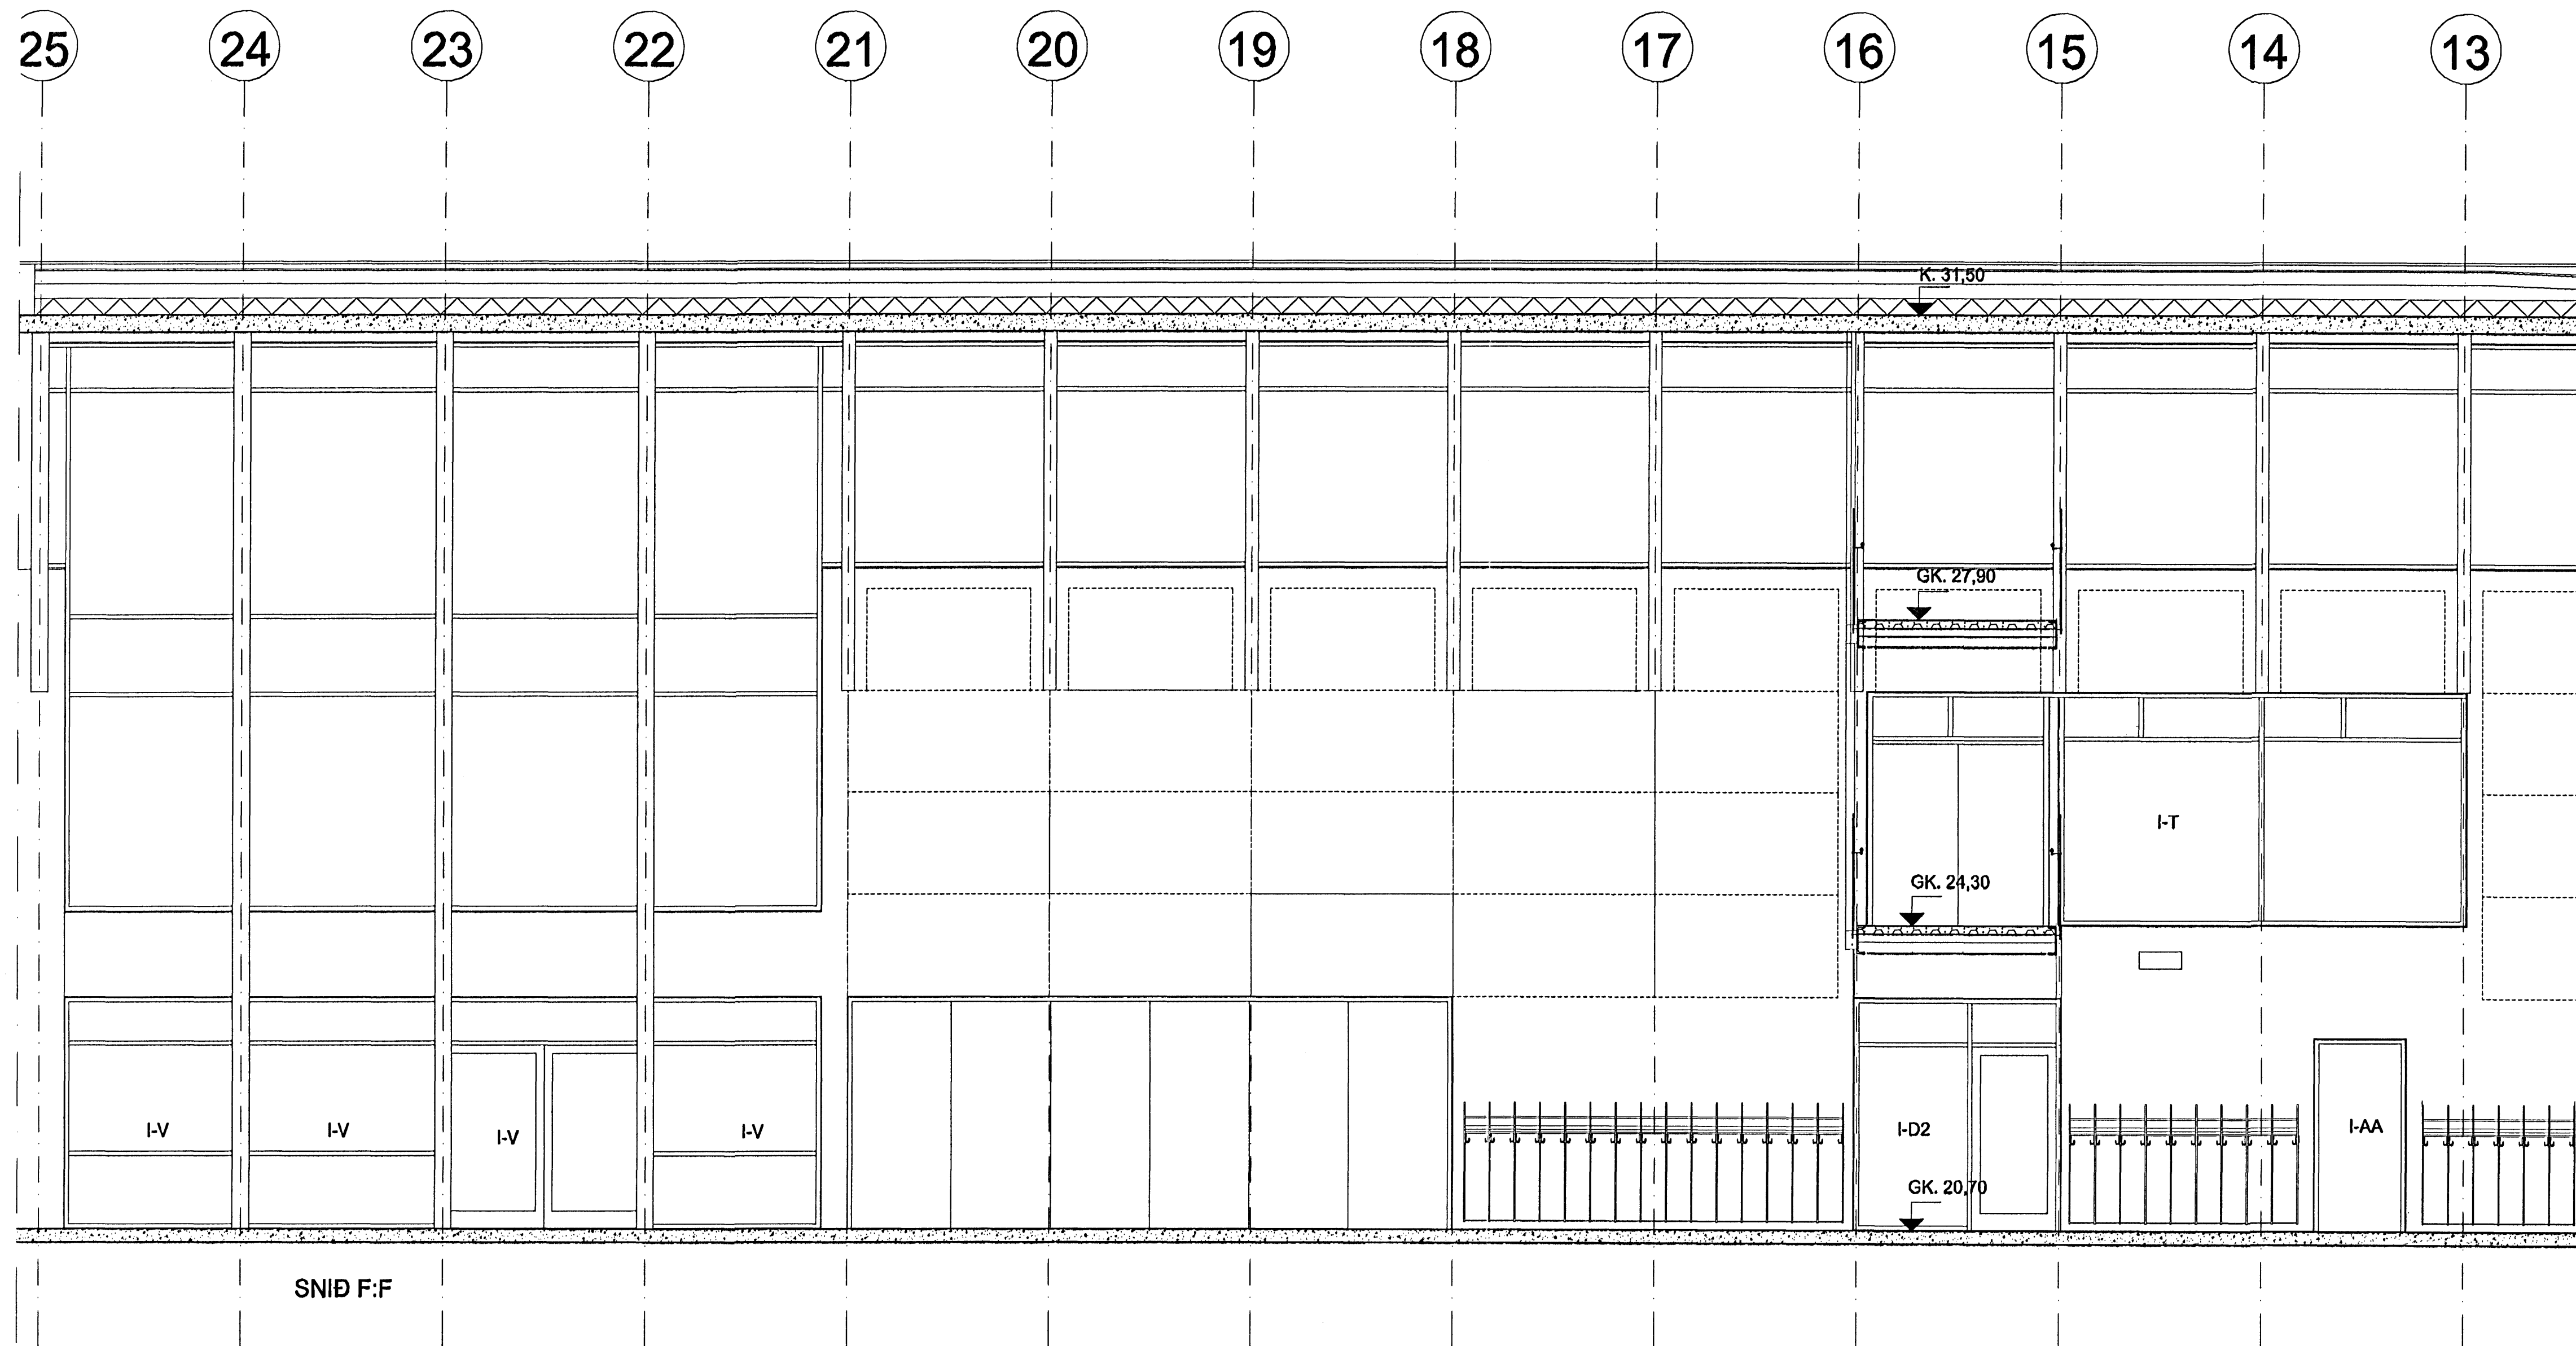 25 24 23 22 21 20 19 18 17 16 15 14 13
K. 31,50
GK. 27,90
I-T
GK. 24,30
I-V I-V I-V I-V I-D2 I-AA
GK. 20,70
SNIÐ F:F